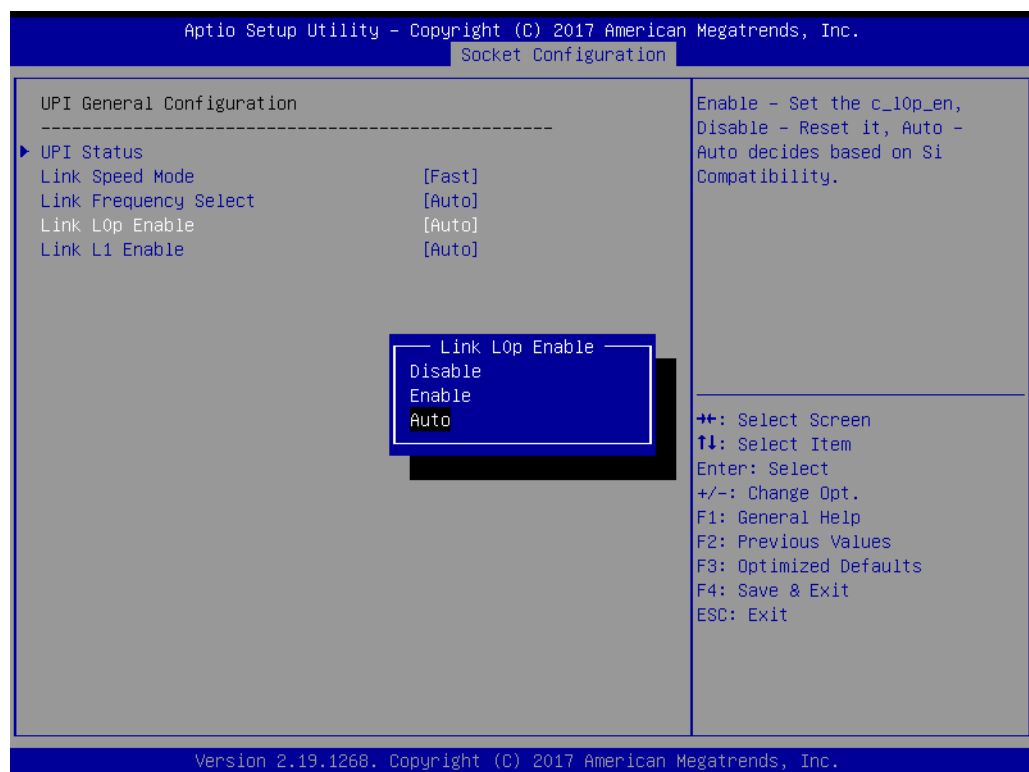 Aptio Setup Utility – Copyright (C) 2017 American Megatrends, Inc.
Socket Configuration
UPI General Configuration
UPI Status
Link Speed Mode [Fast]
Link Frequency Select [Auto]
Link L0p Enable [Auto]
Link L1 Enable [Auto]
Link L0p Enable
Disable
Enable
Auto
Enable – Set the c_l0p_en,
Disable – Reset it, Auto –
Auto decides based on Si
Compatibility.
→←: Select Screen
↑↓: Select Item
Enter: Select
+/-: Change Opt.
F1: General Help
F2: Previous Values
F3: Optimized Defaults
F4: Save & Exit
ESC: Exit
Version 2.19.1268. Copyright (C) 2017 American Megatrends, Inc.